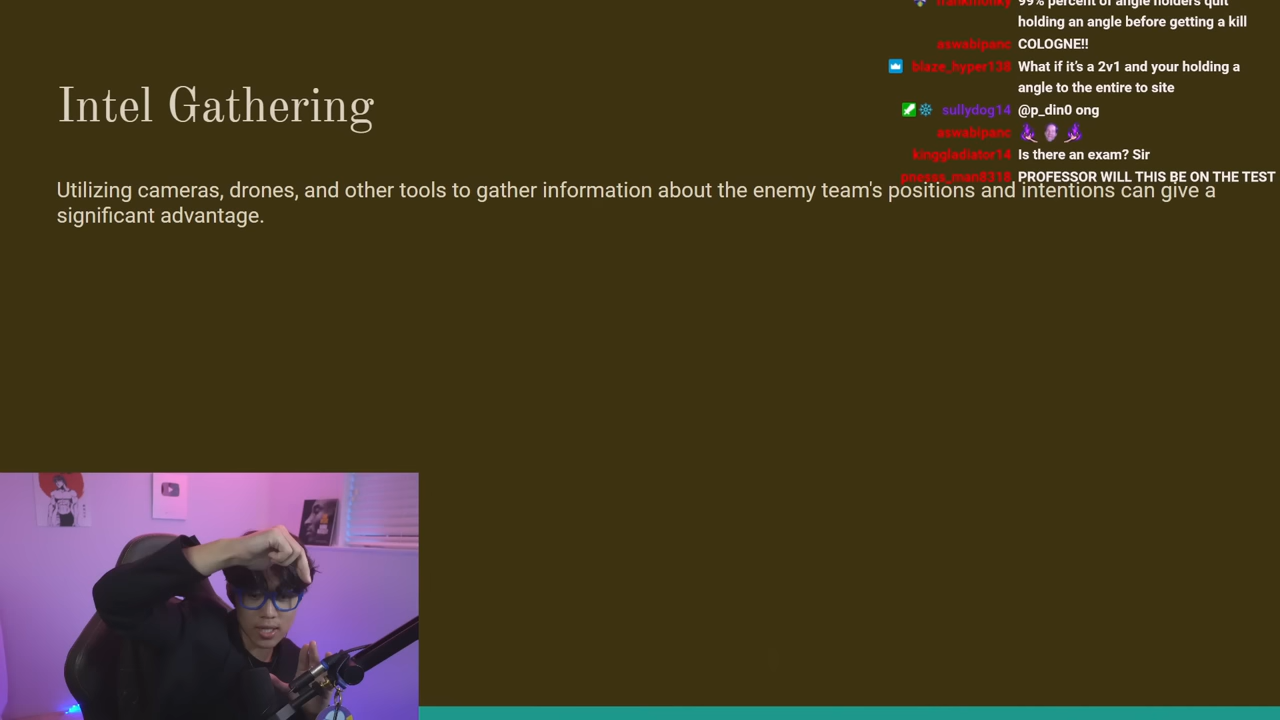 Intel Gathering
Utilizing cameras, drones, and other tools to gather information about the enemy team's positions and intentions can give a
significant advantage.
frankmonky 99% percent of angle holders quit
holding an angle before getting a kill
aswabipanc COLOGNE!!
blaze_hyper138 What if it's a 2v1 and your holding a
angle to the entire to site
sullydog14 @p_din0 ong
aswabipanc
kinggladiator14 Is there an exam? Sir
pnesss_man8318 PROFESSOR WILL THIS BE ON THE TEST